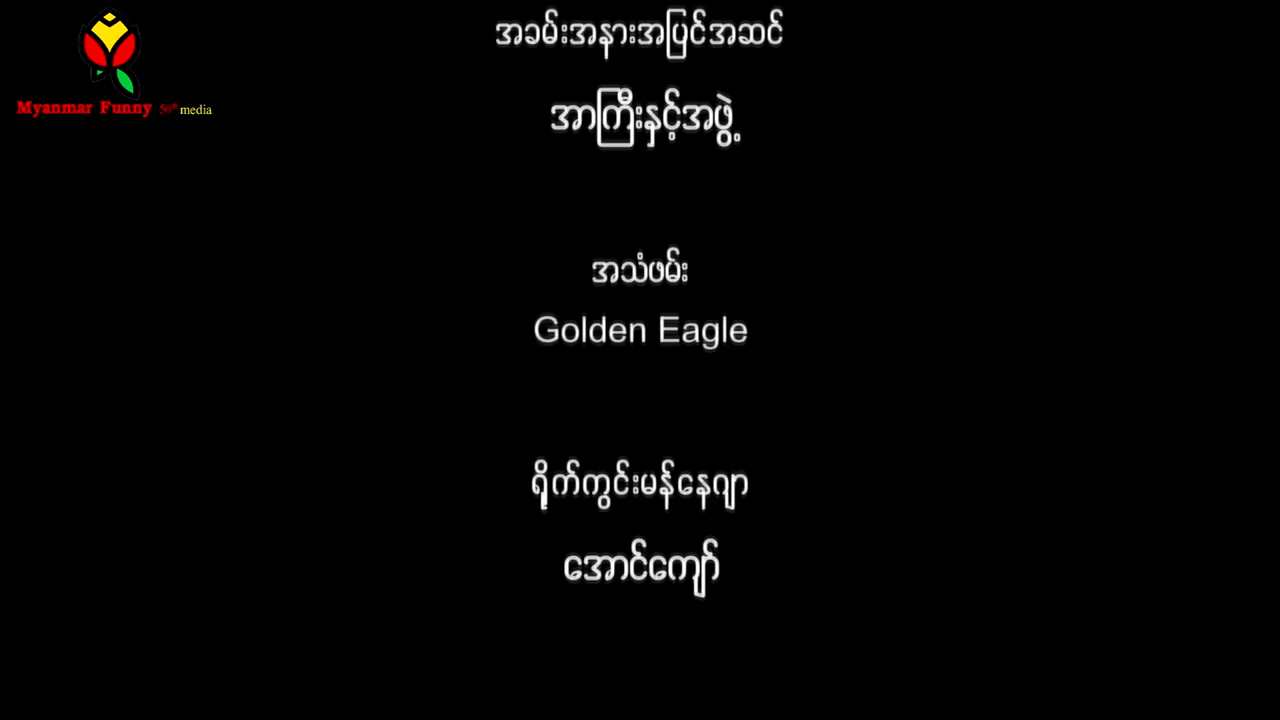 အခမ်းအနားအပြင်အဆင်
အာကြီးနှင့်အဖွဲ့
အသံဖမ်း
Golden Eagle
ရိုက်ကွင်းမန်နေဂျာ
အောင်ကျော်
Myanmar Funny media